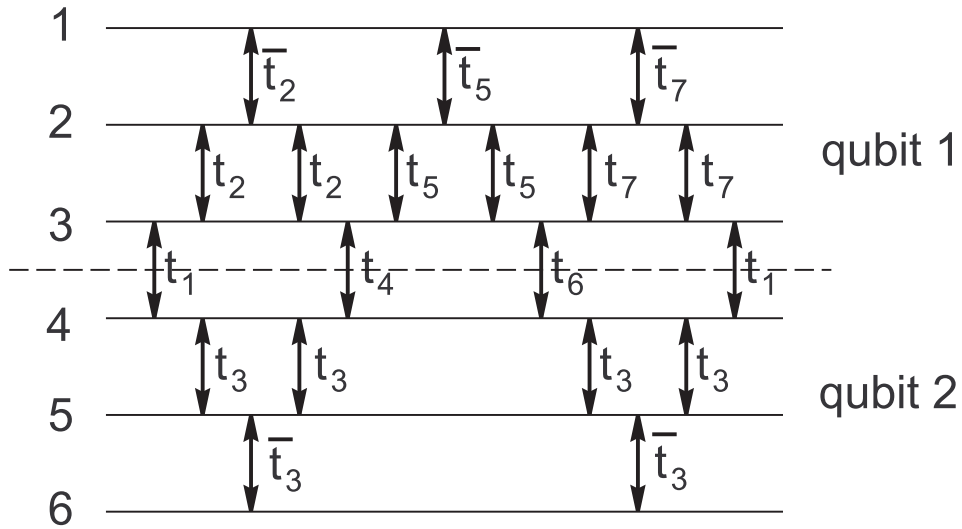 1
t̅₂ t̅₅ t̅₇
2
t₂ t₂ t₅ t₅ t₇ t₇
qubit 1
3
t₁ t₄ t₆ t₁
4
t₃ t₃ t₃ t₃
qubit 2
5
t̅₃ t̅₃
6